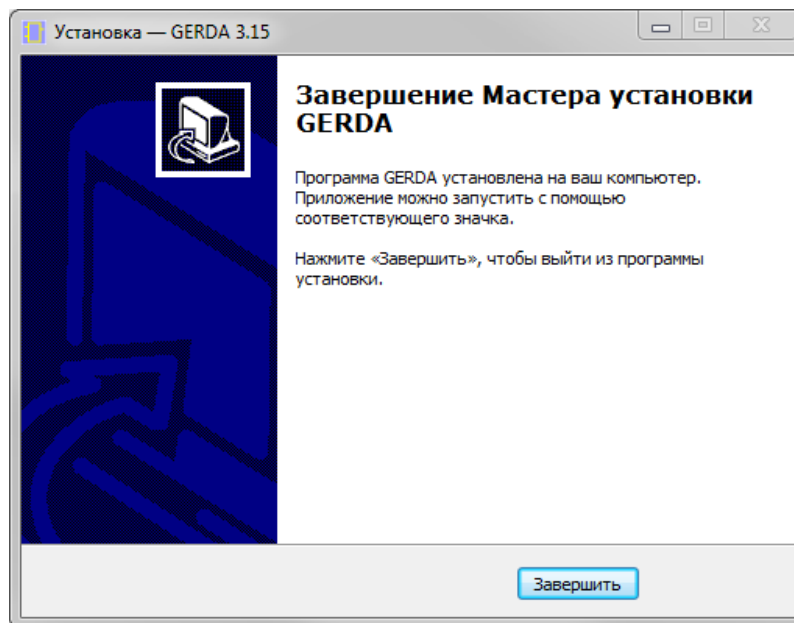 Установка — GERDA 3.15
Завершение Мастера установки
GERDA
Программа GERDA установлена на ваш компьютер.
Приложение можно запустить с помощью
соответствующего значка.
Нажмите «Завершить», чтобы выйти из программы
установки.
Завершить